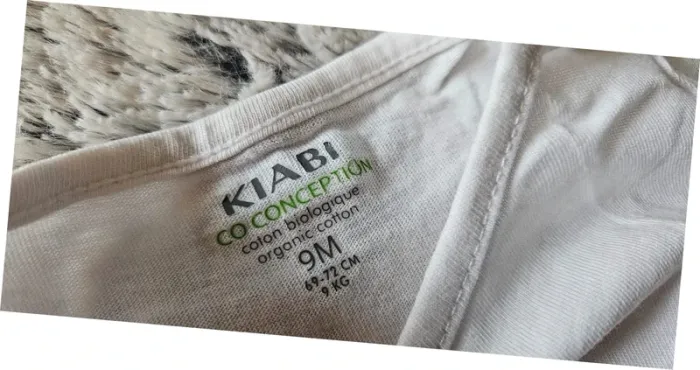 KIABI
CO CONCEPTION
coton biologique
organic cotton
9M
69-72 CM
9 KG